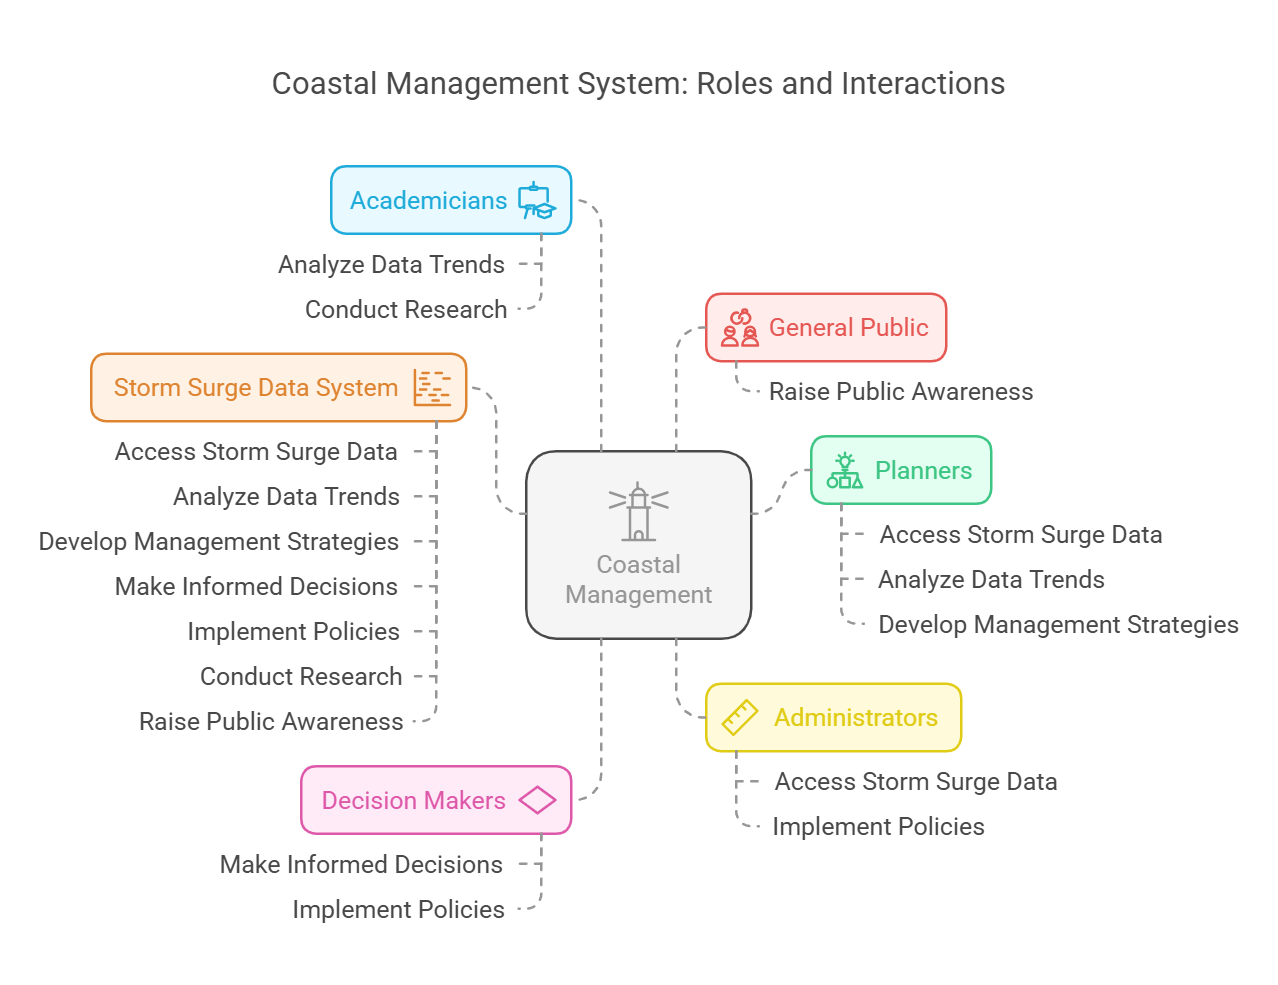 Coastal Management System: Roles and Interactions
Academicians
Analyze Data Trends
Conduct Research
Storm Surge Data System
Access Storm Surge Data
Analyze Data Trends
Develop Management Strategies
Make Informed Decisions
Implement Policies
Conduct Research
Raise Public Awareness
Decision Makers
Make Informed Decisions
Implement Policies
Coastal
Management
General Public
Raise Public Awareness
Planners
Access Storm Surge Data
Analyze Data Trends
Develop Management Strategies
Administrators
Access Storm Surge Data
Implement Policies